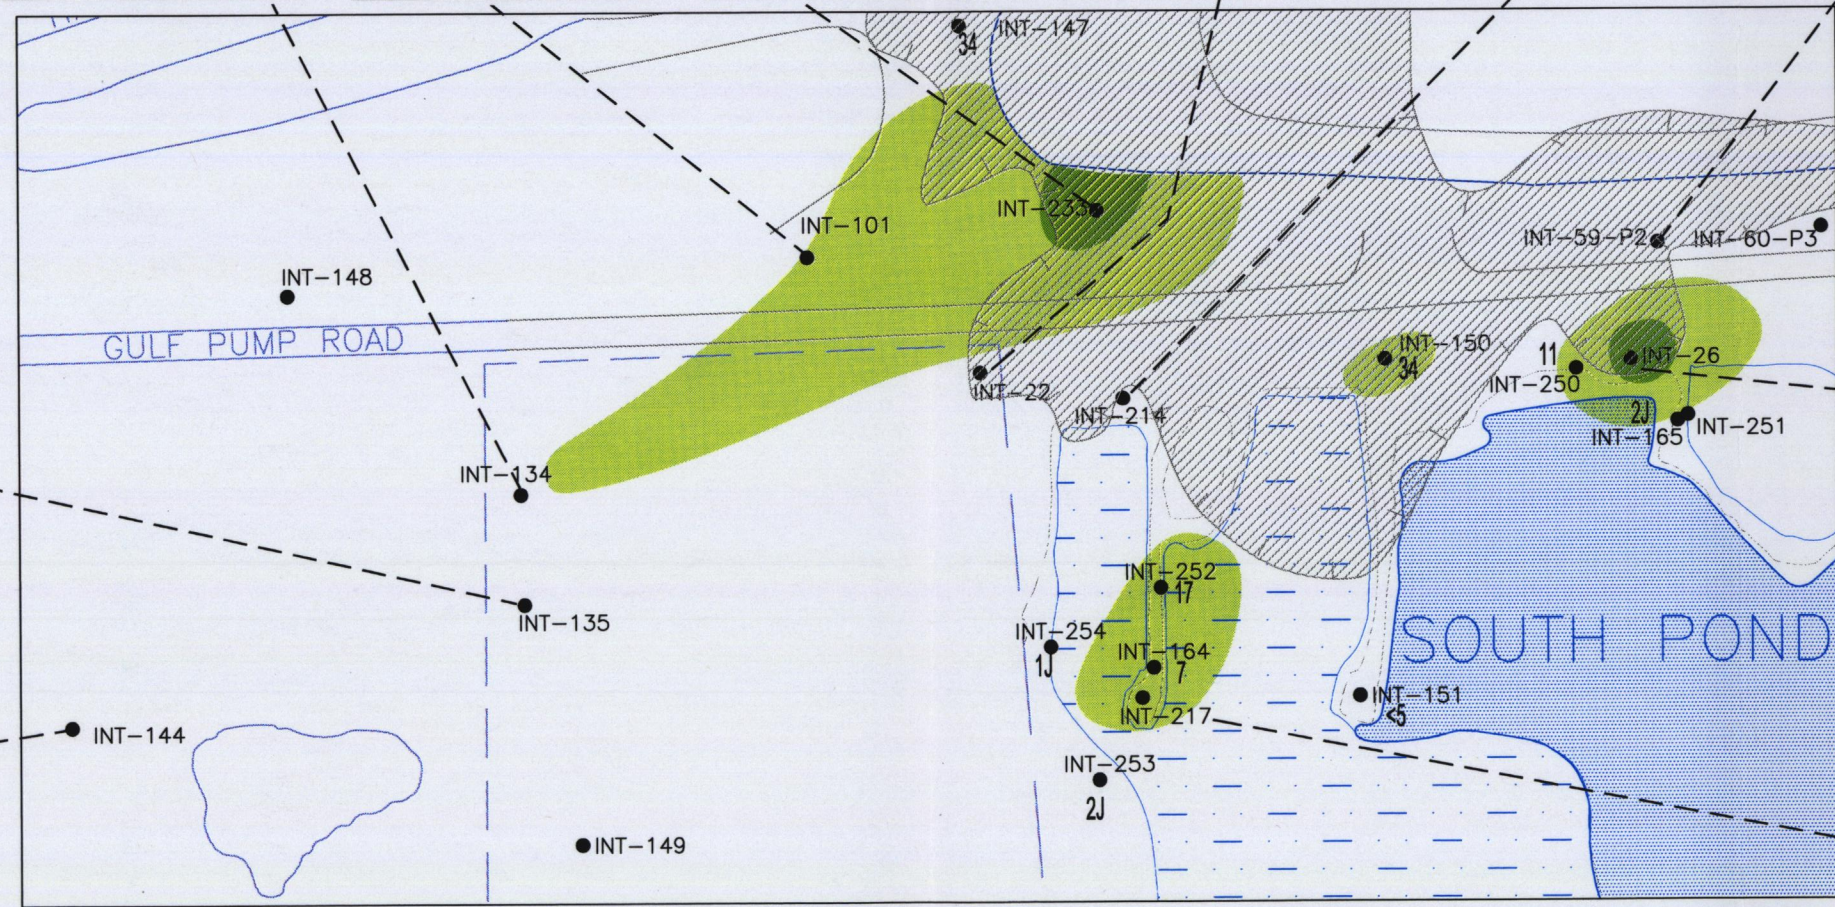 INT-147
34
INT-233
INT-101
INT-59-P2
INT-60-P3
INT-148
GULF PUMP ROAD
INT-150
34
11
INT-250
INT-26
INT-22
INT-214
2J
INT-165
INT-251
INT-134
INT-252
17
INT-135
INT-254
1J
INT-164
7
SOUTH POND
INT-151
<5
INT-217
INT-144
INT-253
2J
INT-149